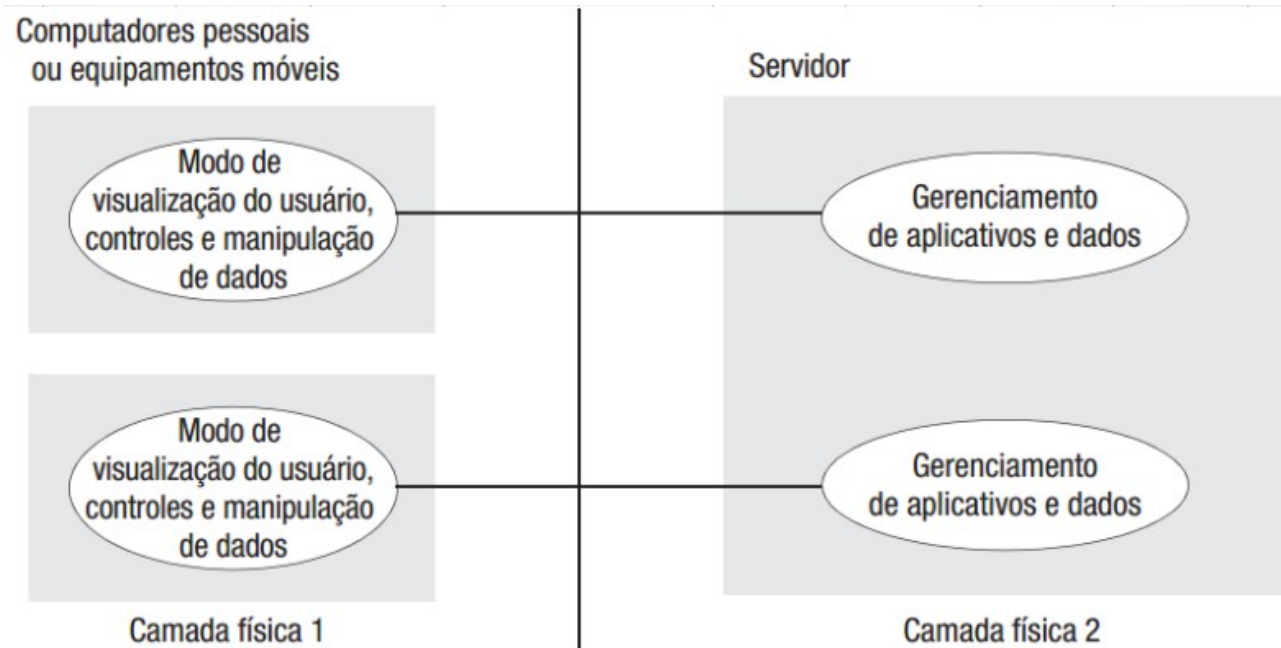 Computadores pessoais
ou equipamentos móveis
Servidor
Modo de
visualização do usuário,
controles e manipulação
de dados
Gerenciamento
de aplicativos e dados
Modo de
visualização do usuário,
controles e manipulação
de dados
Gerenciamento
de aplicativos e dados
Camada física 1
Camada física 2